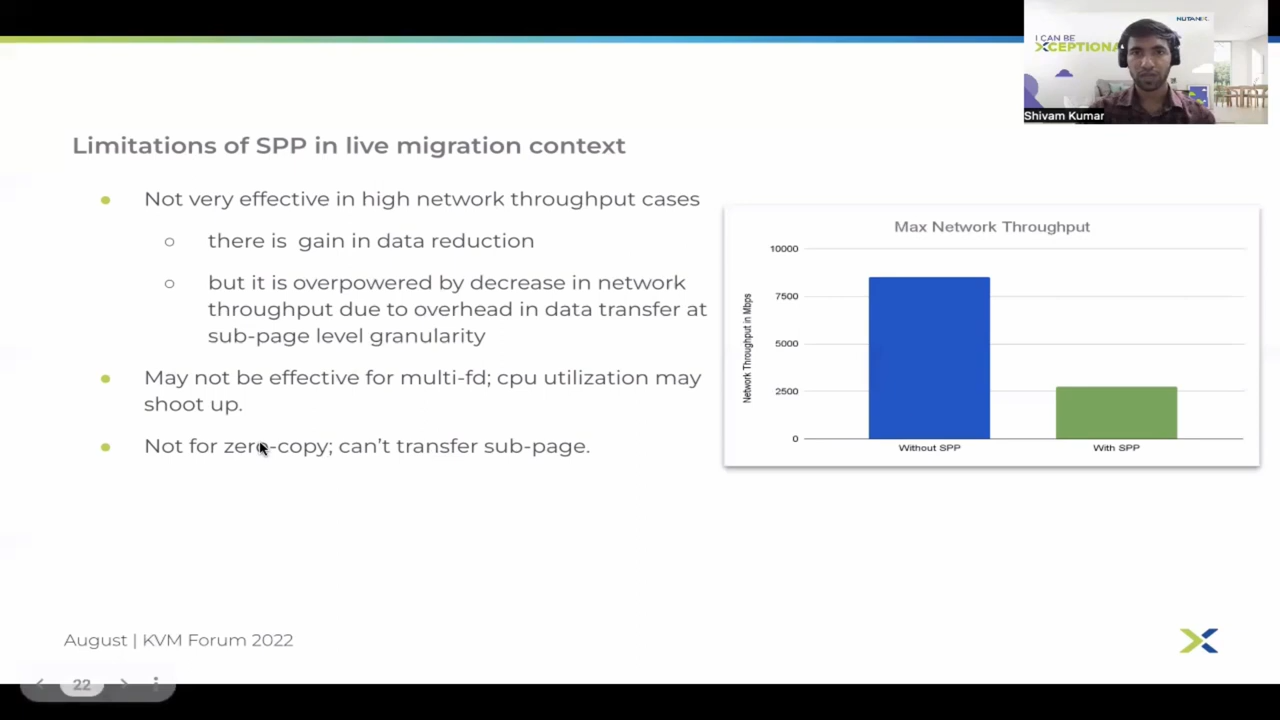 NUTANIX
I CAN BE
XCEPTIONA
Shivam Kumar
Limitations of SPP in live migration context
Not very effective in high network throughput cases
there is gain in data reduction
but it is overpowered by decrease in network
throughput due to overhead in data transfer at
sub-page level granularity
May not be effective for multi-fd; cpu utilization may
shoot up.
Not for zero-copy; can’t transfer sub-page.
Max Network Throughput
Network Throughput in Mbps
10000
7500
5000
2500
0
Without SPP
With SPP
August | KVM Forum 2022
22